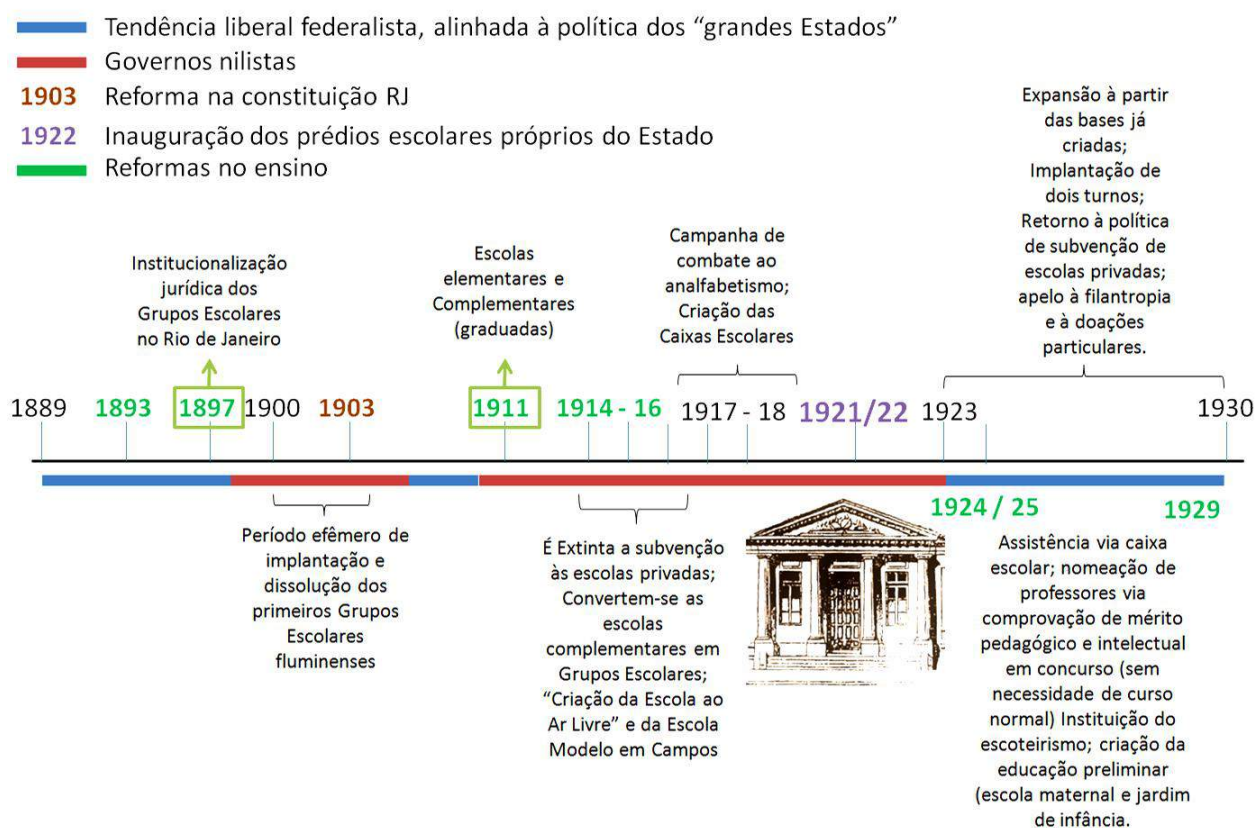 Tendência liberal federalista, alinhada à política dos “grandes Estados”
Governos nilistas
1903 Reforma na constituição RJ
1922 Inauguração dos prédios escolares próprios do Estado
Reformas no ensino
Institucionalização
jurídica dos
Grupos Escolares
no Rio de Janeiro
Escolas
elementares e
Complementares
(graduadas)
Campanha de
combate ao
analfabetismo;
Criação das
Caixas Escolares
Expansão à partir
das bases já
criadas;
Implantação de
dois turnos;
Retorno à política
de subvenção de
escolas privadas;
apelo à filantropia
e à doações
particulares.
1889 1893 1897 1900 1903 1911 1914 - 16 1917 - 18 1921/22 1923 1930
1924 / 25 1929
Período efêmero de
implantação e
dissolução dos
primeiros Grupos
Escolares
fluminenses
É Extinta a subvenção
às escolas privadas;
Convertem-se as
escolas
complementares em
Grupos Escolares;
“Criação da Escola ao
Ar Livre” e da Escola
Modelo em Campos
Assistência via caixa
escolar; nomeação de
professores via
comprovação de mérito
pedagógico e intelectual
em concurso (sem
necessidade de curso
normal) Instituição do
escoteirismo; criação da
educação preliminar
(escola maternal e jardim
de infância.